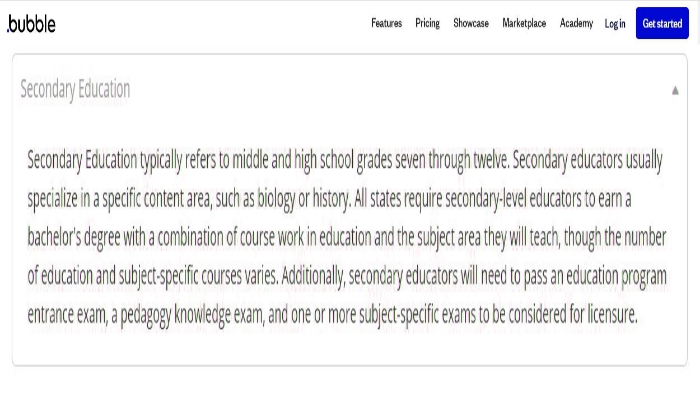 .bubble
Features Pricing Showcase Marketplace Academy Log in Get started
Secondary Education
Secondary Education typically refers to middle and high school grades seven through twelve. Secondary educators usually
specialize in a specific content area, such as biology or history. All states require secondary-level educators to earn a
bachelor's degree with a combination of course work in education and the subject area they will teach, though the number
of education and subject-specific courses varies. Additionally, secondary educators will need to pass an education program
entrance exam, a pedagogy knowledge exam, and one or more subject-specific exams to be considered for licensure.